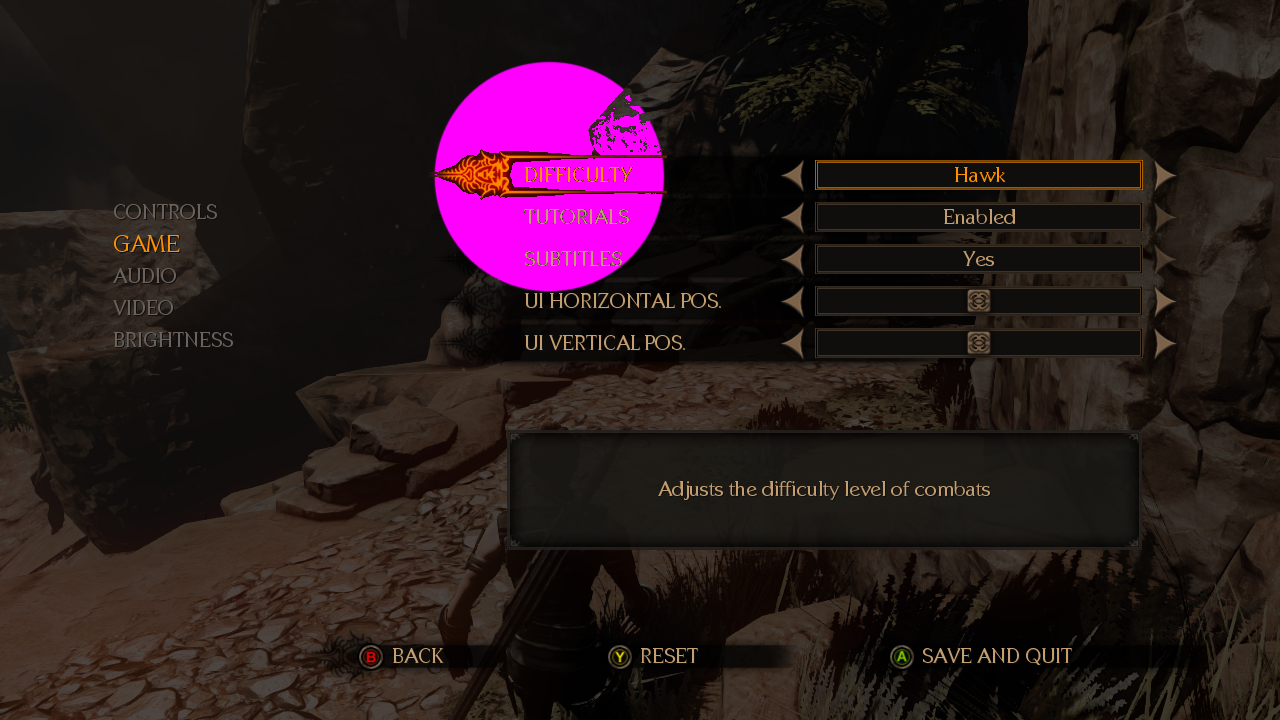 CONTROLS
GAME
AUDIO
VIDEO
BRIGHTNESS
DIFFICULTY Hawk
TUTORIALS Enabled
SUBTITLES Yes
UI HORIZONTAL POS.
UI VERTICAL POS.
Adjusts the difficulty level of combats
B BACK Y RESET A SAVE AND QUIT